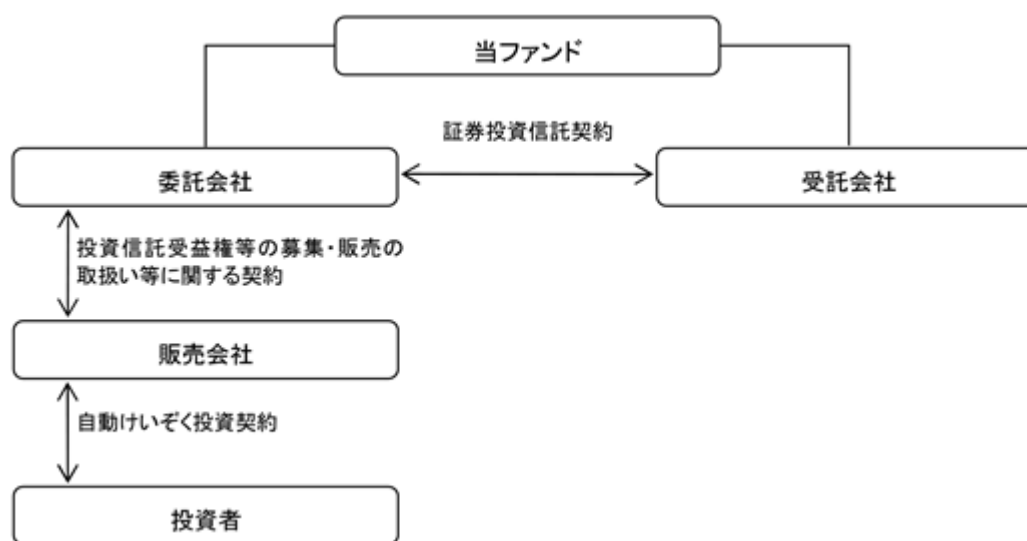 当ファンド
証券投資信託契約
委託会社
受託会社
投資信託受益権等の募集・販売の
取扱い等に関する契約
販売会社
自動けいぞく投資契約
投資者